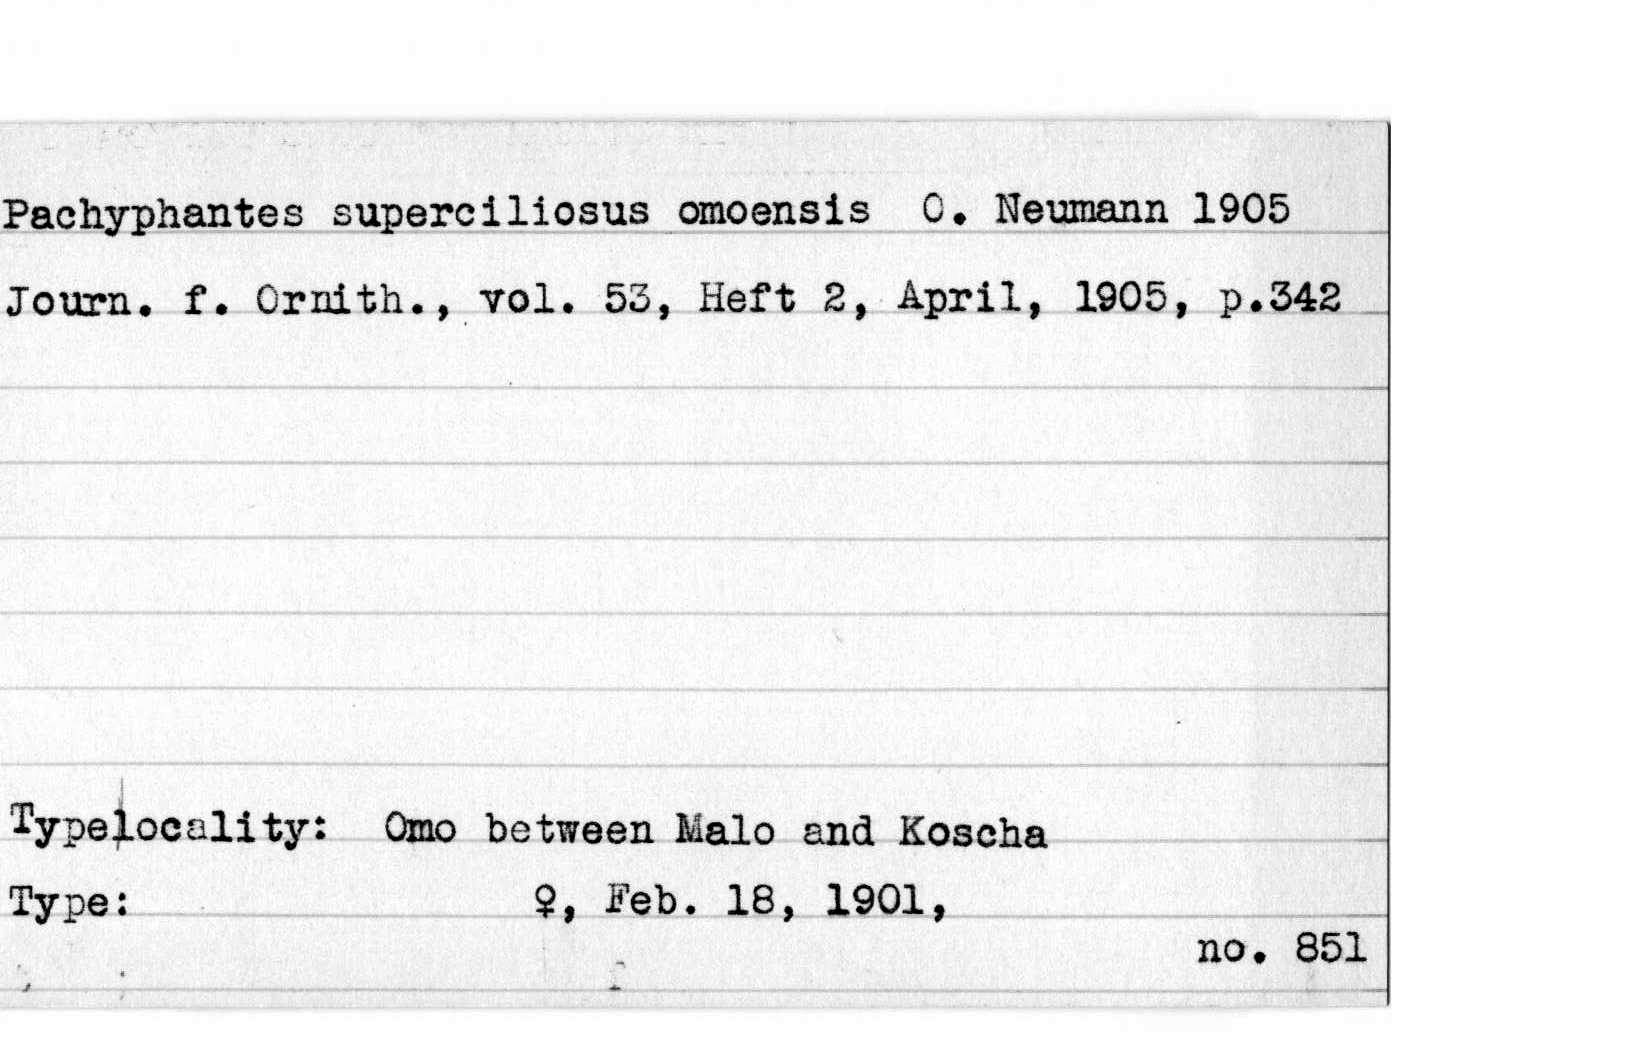 Pachyphantes superciliosus omoensis O. Neumann 1905
Journ. f. Ornith., vol. 53, Heft 2, April, 1905, p.342
Typelocality: Omo between Malo and Koscha
Type: ♀, Feb. 18, 1901,
no. 851